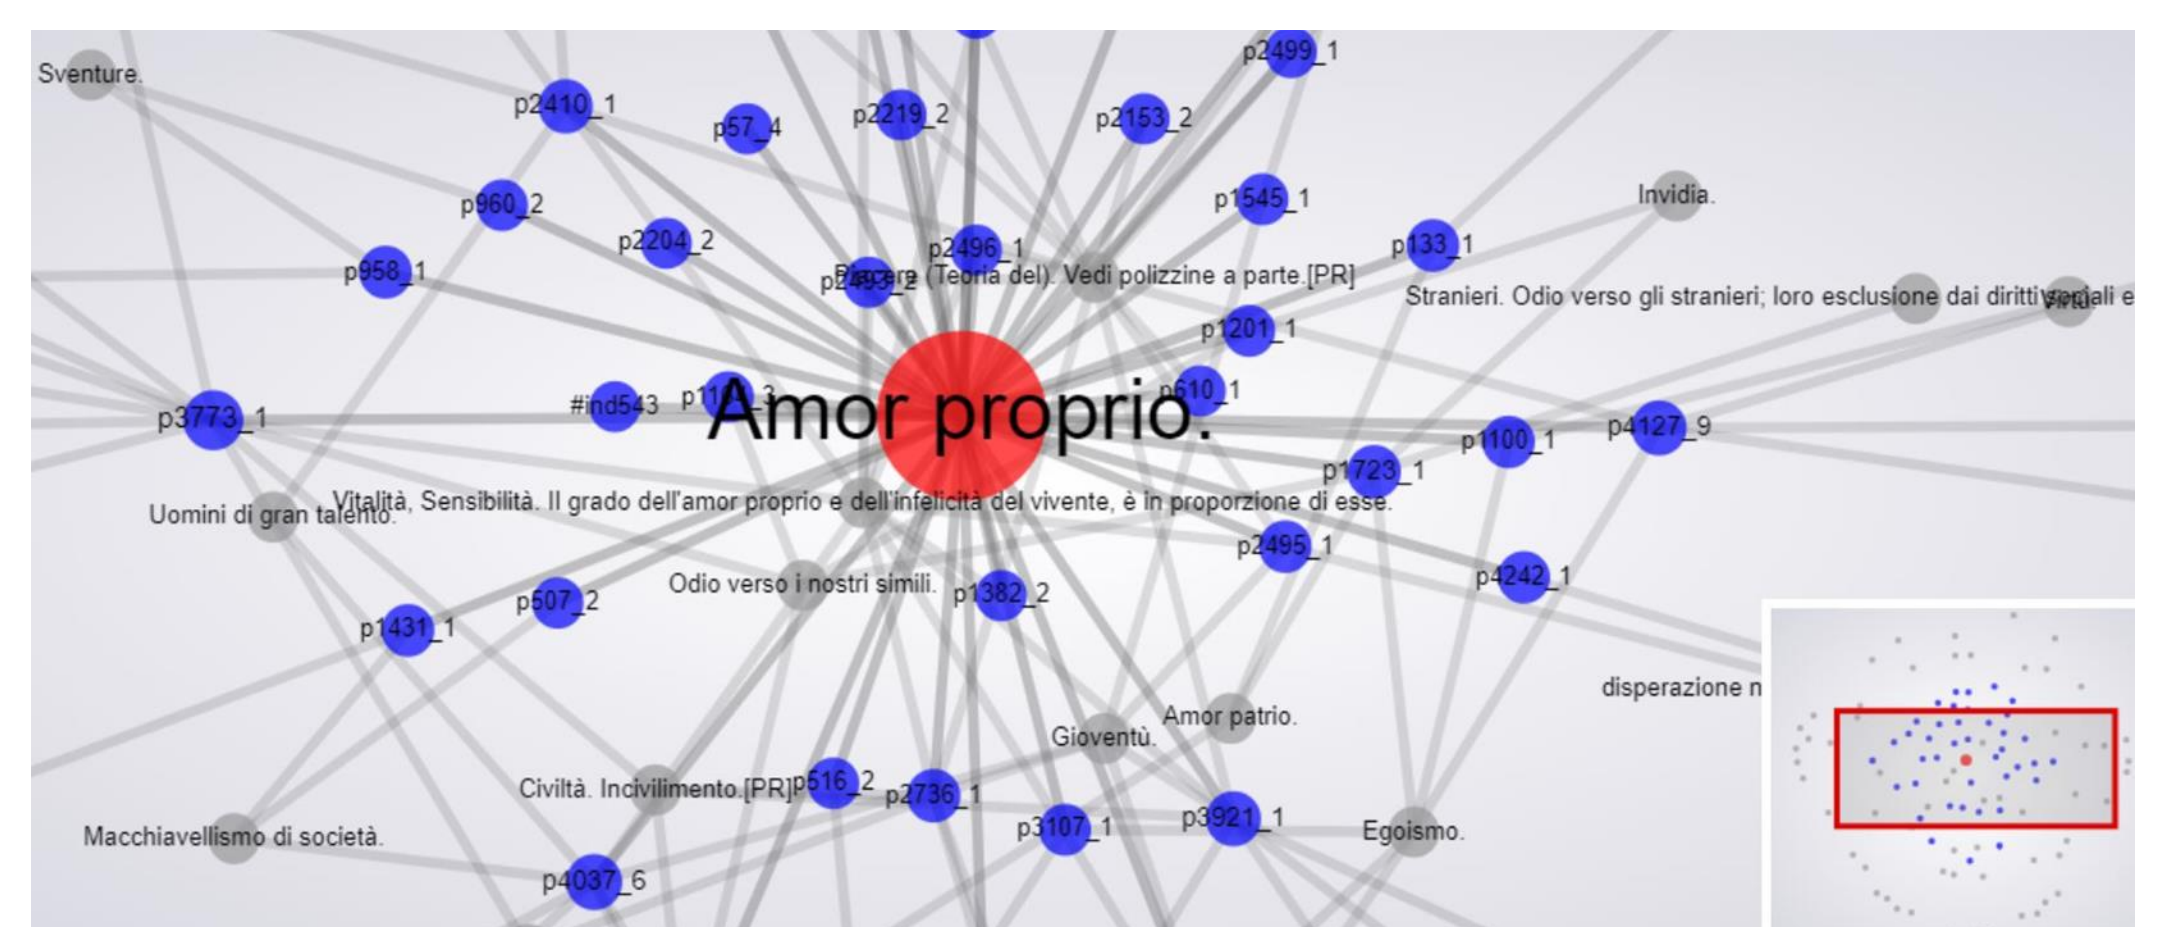 p2499_1
Sventure.
p2410_1
p57_4
p2219_2
p2153_2
Invidia.
p960_2
p1545_1
p2204_2
p2496_1
p133_1
p958_1
(Teoria del). Vedi polizzine a parte.[PR]
Stranieri. Odio verso gli stranieri; loro esclusione dai diritti
p1201_1
#ind543
p610_1
p3773_1
Amor proprio.
p4127_9
p1100_1
p1723_1
Vitalità, Sensibilità. Il grado dell'amor proprio e dell'infelicità del vivente, è in proporzione di esse.
Uomini di gran talento.
p2495_1
p4242_1
Odio verso i nostri simili.
p1382_2
p507_2
p1431_1
disperazione n
Amor patrio.
Gioventù.
Civiltà. Incivilimento.[PR]
p516_2
p2736_1
p3107_1
p3921_1
Egoismo.
Macchiavellismo di società.
p4037_6